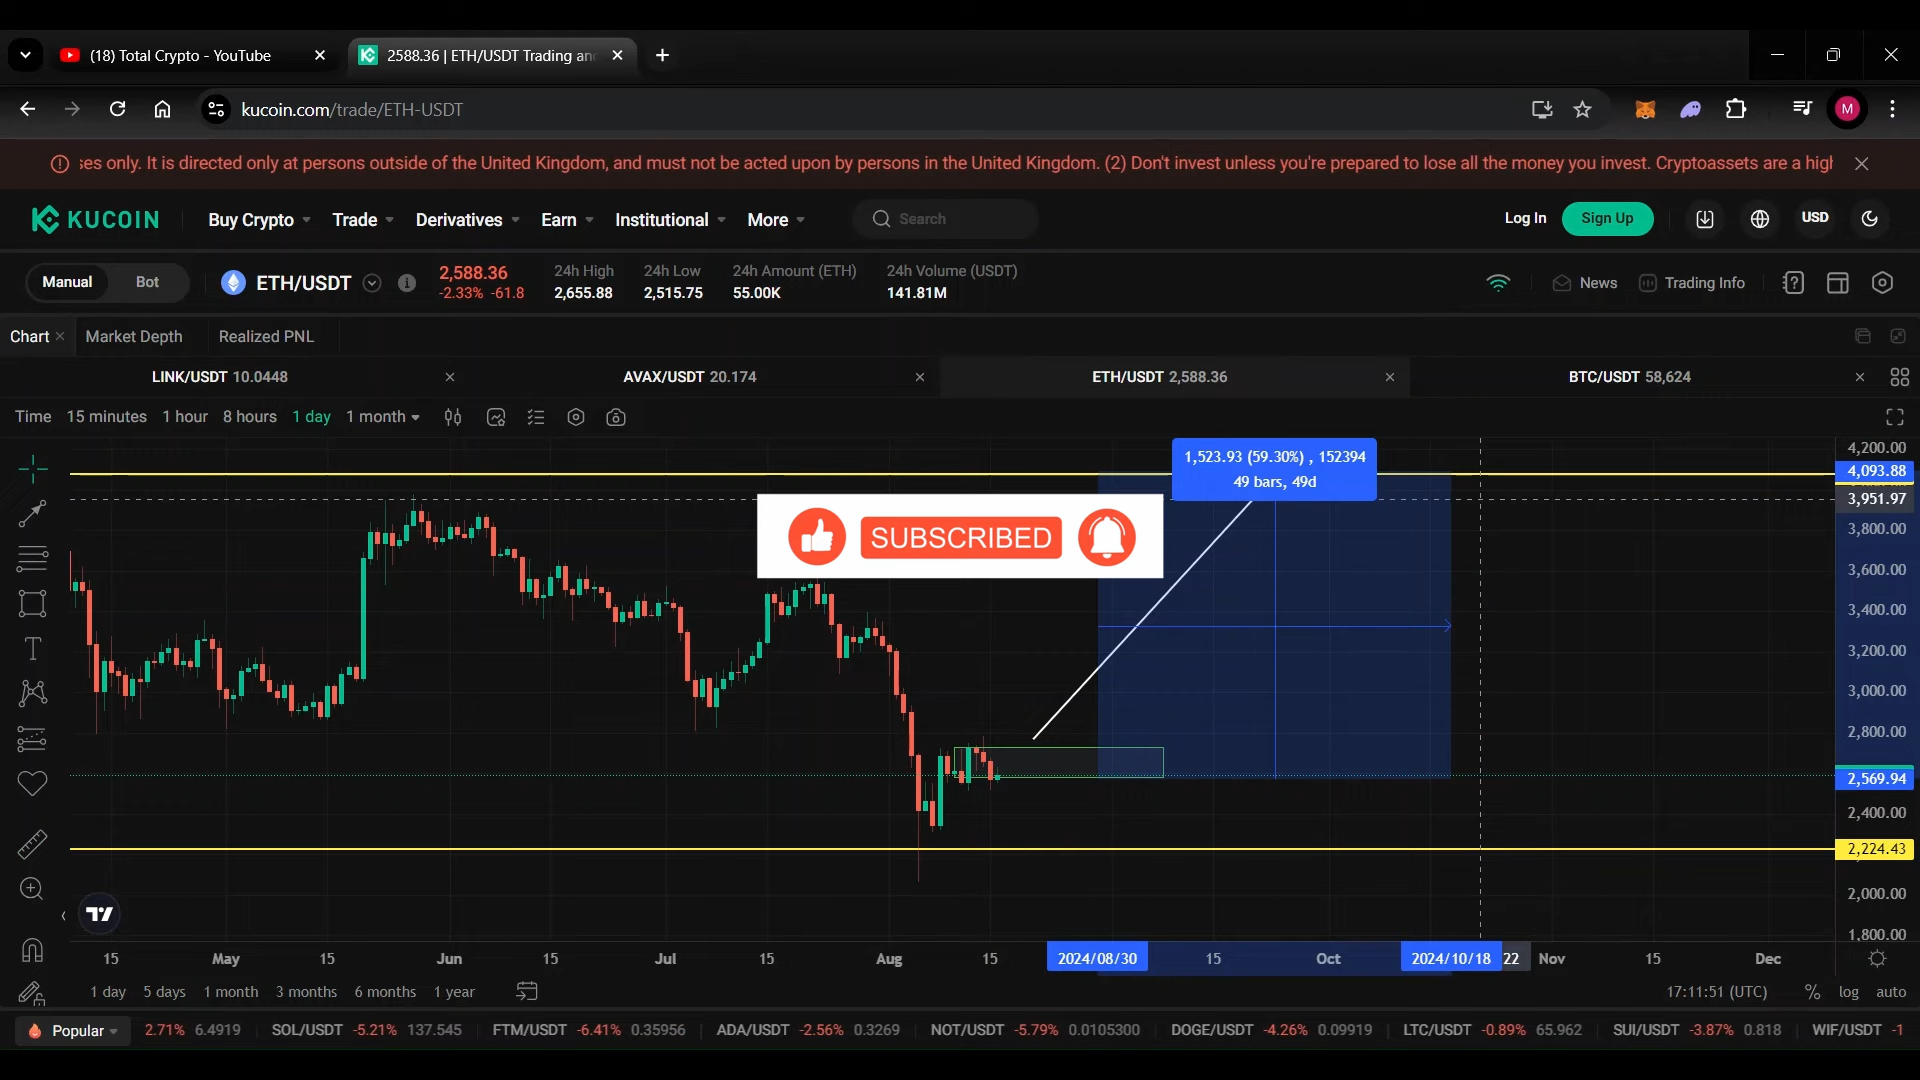 (18) Total Crypto - YouTube
2588.36 | ETH/USDT Trading an
kucoin.com/trade/ETH-USDT
M
ses only. It is directed only at persons outside of the United Kingdom, and must not be acted upon by persons in the United Kingdom. (2) Don't invest unless you're prepared to lose all the money you invest. Cryptoassets are a high
KUCOIN
Buy Crypto
Trade
Derivatives
Earn
Institutional
More
Search
Log In
Sign Up
USD
Manual
Bot
ETH/USDT
2,588.36
-2.33% -61.8
24h High
2,655.88
24h Low
2,515.75
24h Amount (ETH)
55.00K
24h Volume (USDT)
141.81M
News
Trading Info
Chart
Market Depth
Realized PNL
LINK/USDT 10.0448
AVAX/USDT 20.174
ETH/USDT 2,588.36
BTC/USDT 58,624
Time
15 minutes
1 hour
8 hours
1 day
1 month
1,523.93 (59.30%) , 152394
49 bars, 49d
SUBSCRIBED
4,200.00
4,093.88
3,951.97
3,800.00
3,600.00
3,400.00
3,200.00
3,000.00
2,800.00
2,569.94
2,400.00
2,224.43
2,000.00
1,800.00
15
May
15
Jun
15
Jul
15
Aug
15
2024/08/30
15
Oct
2024/10/18
22
Nov
15
Dec
1 day
5 days
1 month
3 months
6 months
1 year
17:11:51 (UTC)
%
log
auto
Popular
2.71% 6.4919
SOL/USDT -5.21% 137.545
FTM/USDT -6.41% 0.35956
ADA/USDT -2.56% 0.3269
NOT/USDT -5.79% 0.0105300
DOGE/USDT -4.26% 0.09919
LTC/USDT -0.89% 65.962
SUI/USDT -3.87% 0.818
WIF/USDT -1